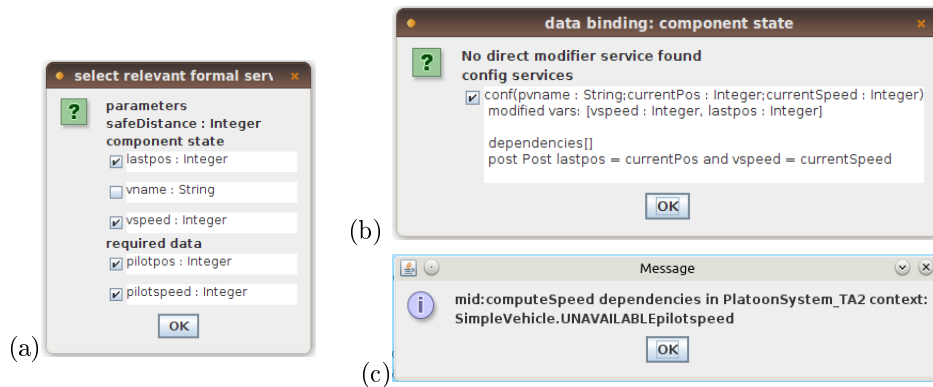 select relevant formal serv
parameters
safeDistance : Integer
component state
lastpos : Integer
vname : String
vspeed : Integer
required data
pilotpos : Integer
pilotspeed : Integer
OK
(a)
data binding: component state
No direct modifier service found
config services
conf(pvname : String;currentPos : Integer;currentSpeed : Integer)
modified vars: [vspeed : Integer, lastpos : Integer]
dependencies[]
post Post lastpos = currentPos and vspeed = currentSpeed
OK
(b)
Message
mid:computeSpeed dependencies in PlatoonSystem_TA2 context:
SimpleVehicle.UNAVAILABLEpilotspeed
OK
(c)